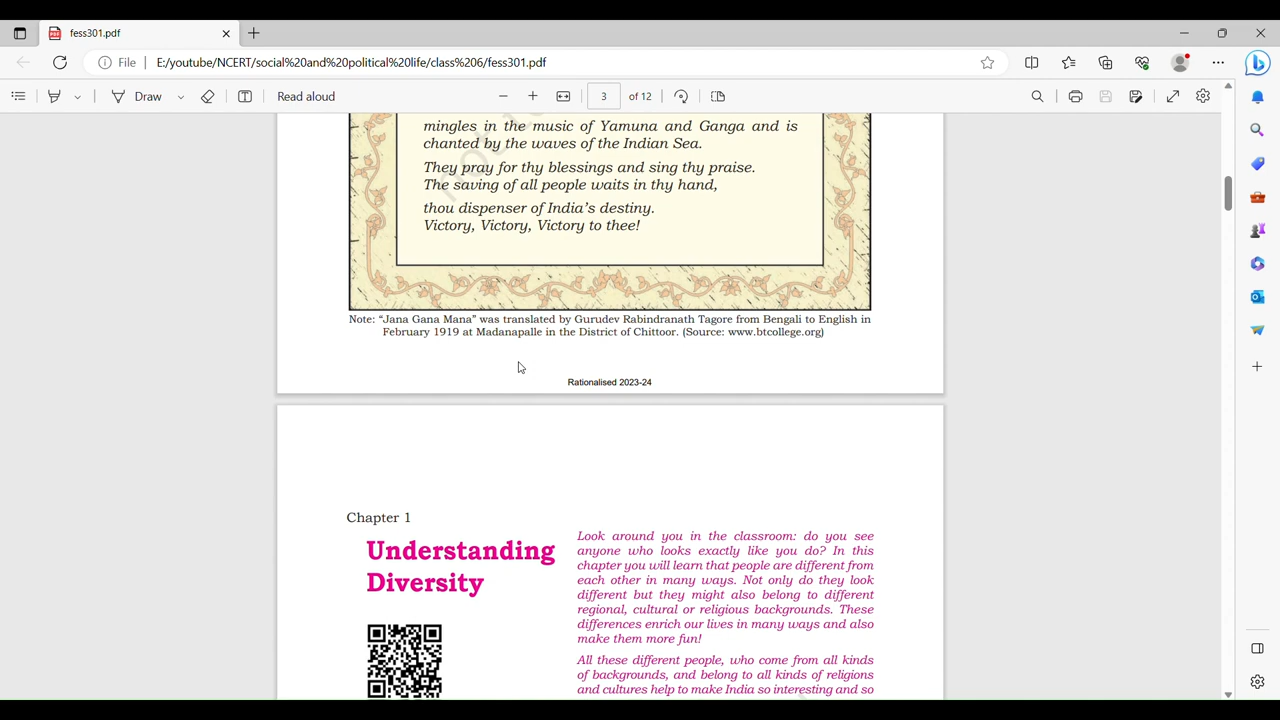 fess301.pdf
File
E:/youtube/NCERT/social%20and%20political%20life/class%206/fess301.pdf
Draw
Read aloud
3
of 12
mingles in the music of Yamuna and Ganga and is
chanted by the waves of the Indian Sea.
They pray for thy blessings and sing thy praise.
The saving of all people waits in thy hand,
thou dispenser of India's destiny.
Victory, Victory, Victory to thee!
Note: “Jana Gana Mana” was translated by Gurudev Rabindranath Tagore from Bengali to English in
February 1919 at Madanapalle in the District of Chittoor. (Source: www.btcollege.org)
Rationalised 2023-24
Chapter 1
Understanding
Diversity
Look around you in the classroom: do you see
anyone who looks exactly like you do? In this
chapter you will learn that people are different from
each other in many ways. Not only do they look
different but they might also belong to different
regional, cultural or religious backgrounds. These
differences enrich our lives in many ways and also
make them more fun!
All these different people, who come from all kinds
of backgrounds, and belong to all kinds of religions
and cultures help to make India so interesting and so